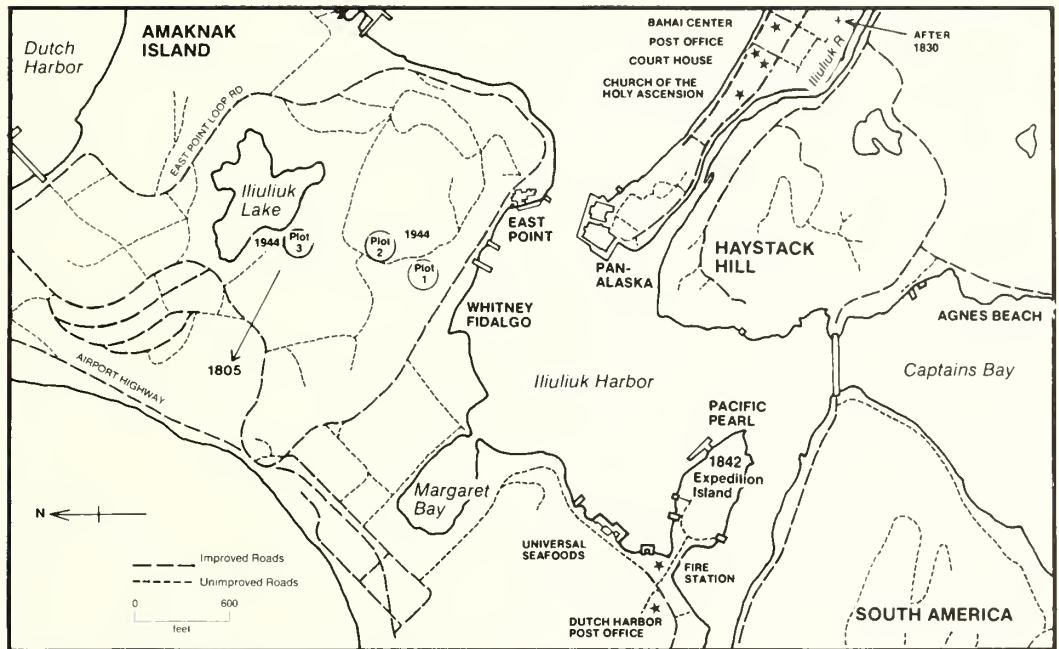 Dutch
Harbor
AMAKNAK
ISLAND
EAST POINT LOOP RD
Iliuliuk
Lake
1944
Plot
3
Plot
2
1944
Plot
1
1805
AIRPORT HIGHWAY
N
Improved Roads
Unimproved Roads
0 600
feet
BAHAI CENTER
POST OFFICE
COURT HOUSE
CHURCH OF THE
HOLY ASCENSION
Iliuliuk R
AFTER
1830
EAST
POINT
PAN-
ALASKA
HAYSTACK
HILL
WHITNEY
FIDALGO
AGNES BEACH
Iliuliuk Harbor
Captains Bay
PACIFIC
PEARL
1842
Expedilion
Island
Margaret
Bay
UNIVERSAL
SEAFOODS
FIRE
STATION
DUTCH HARBOR
POST OFFICE
SOUTH AMERICA